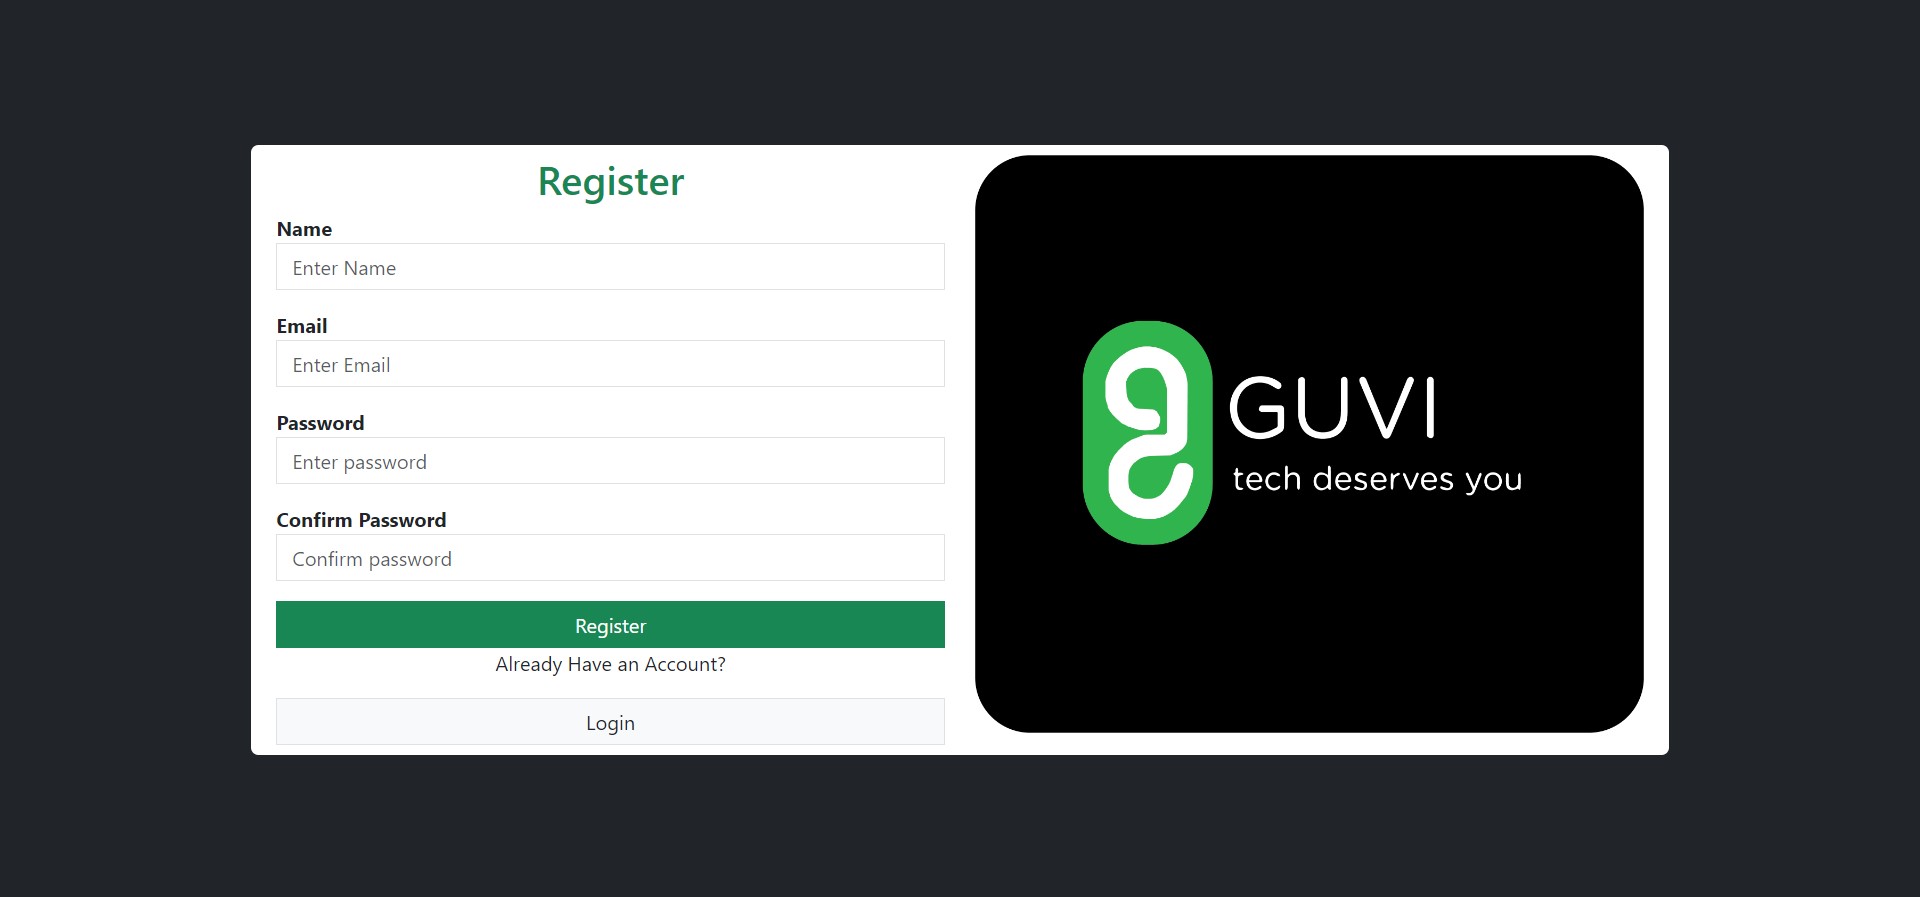 Register
Name
Enter Name
Email
Enter Email
Password
Enter password
Confirm Password
Confirm password
Register
Already Have an Account?
Login
GUVI
tech deserves you